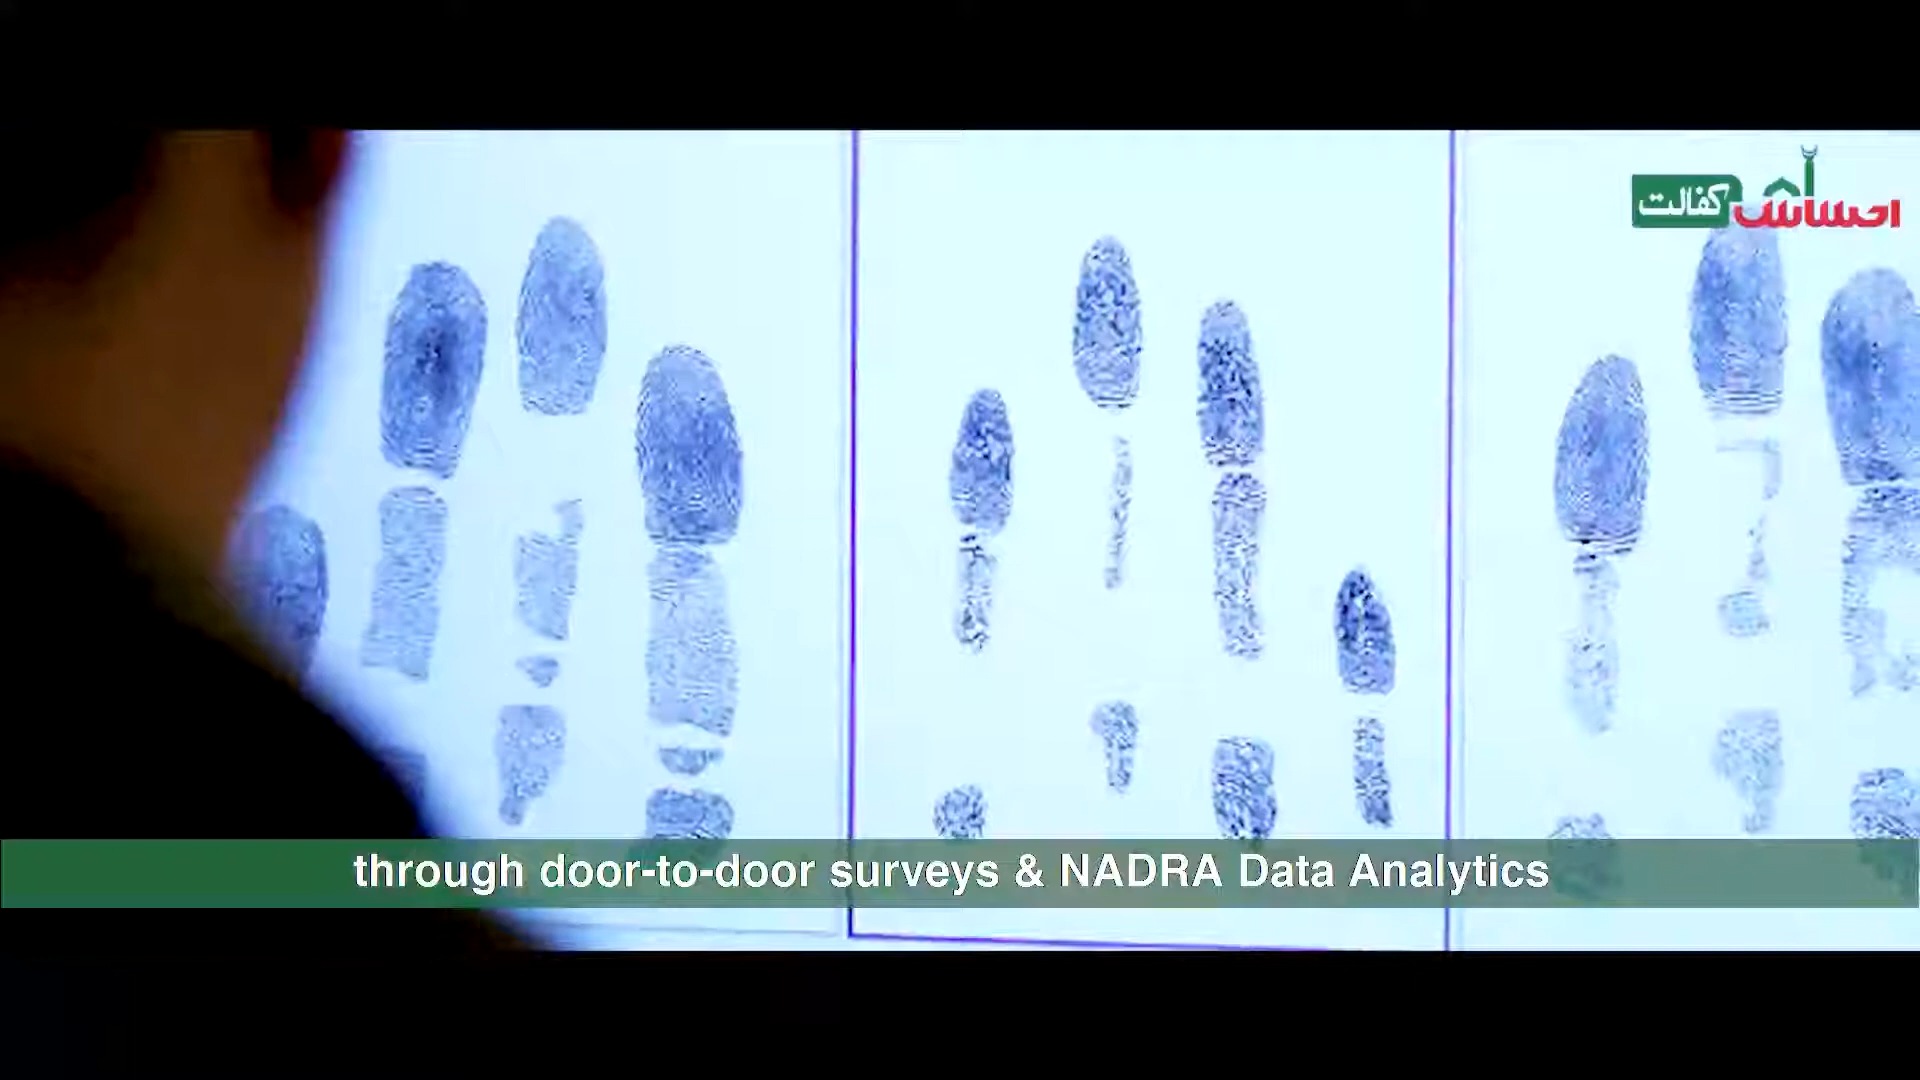 احساس کفالت
through door-to-door surveys & NADRA Data Analytics